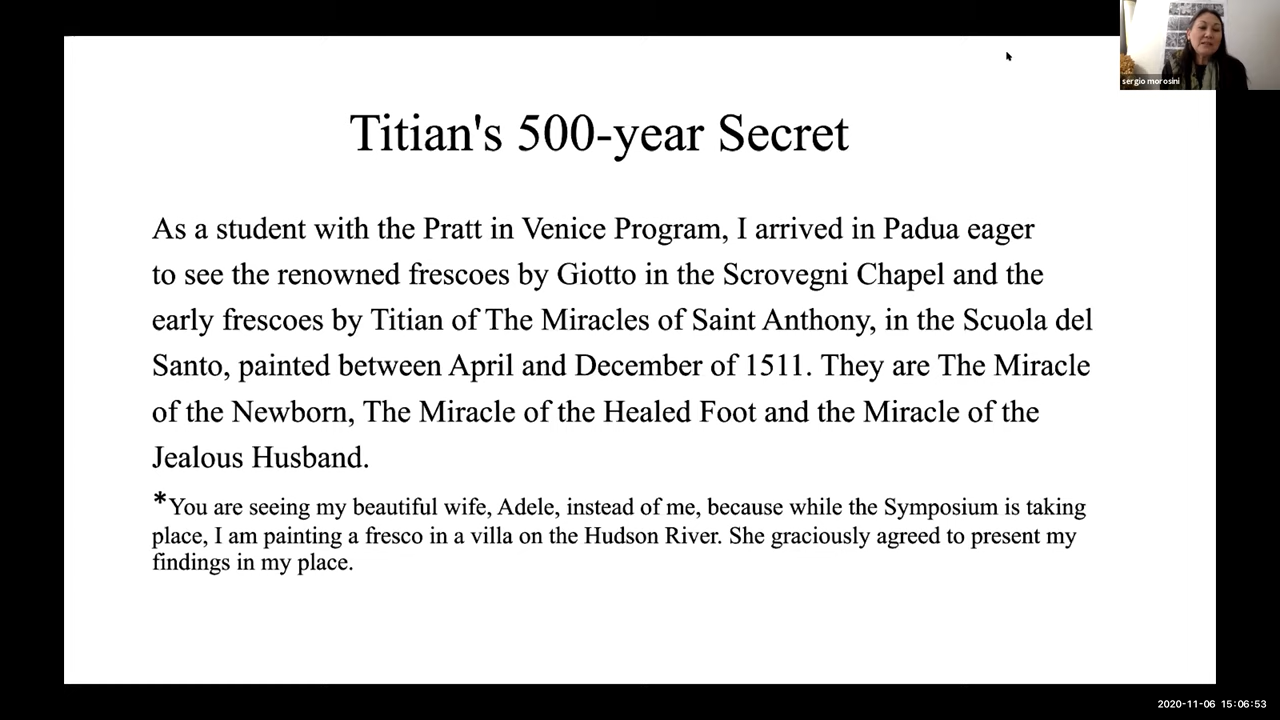 sergio morosini
Titian's 500-year Secret
As a student with the Pratt in Venice Program, I arrived in Padua eager
to see the renowned frescoes by Giotto in the Scrovegni Chapel and the
early frescoes by Titian of The Miracles of Saint Anthony, in the Scuola del
Santo, painted between April and December of 1511. They are The Miracle
of the Newborn, The Miracle of the Healed Foot and the Miracle of the
Jealous Husband.
*You are seeing my beautiful wife, Adele, instead of me, because while the Symposium is taking
place, I am painting a fresco in a villa on the Hudson River. She graciously agreed to present my
findings in my place.
2020-11-06 15:06:53